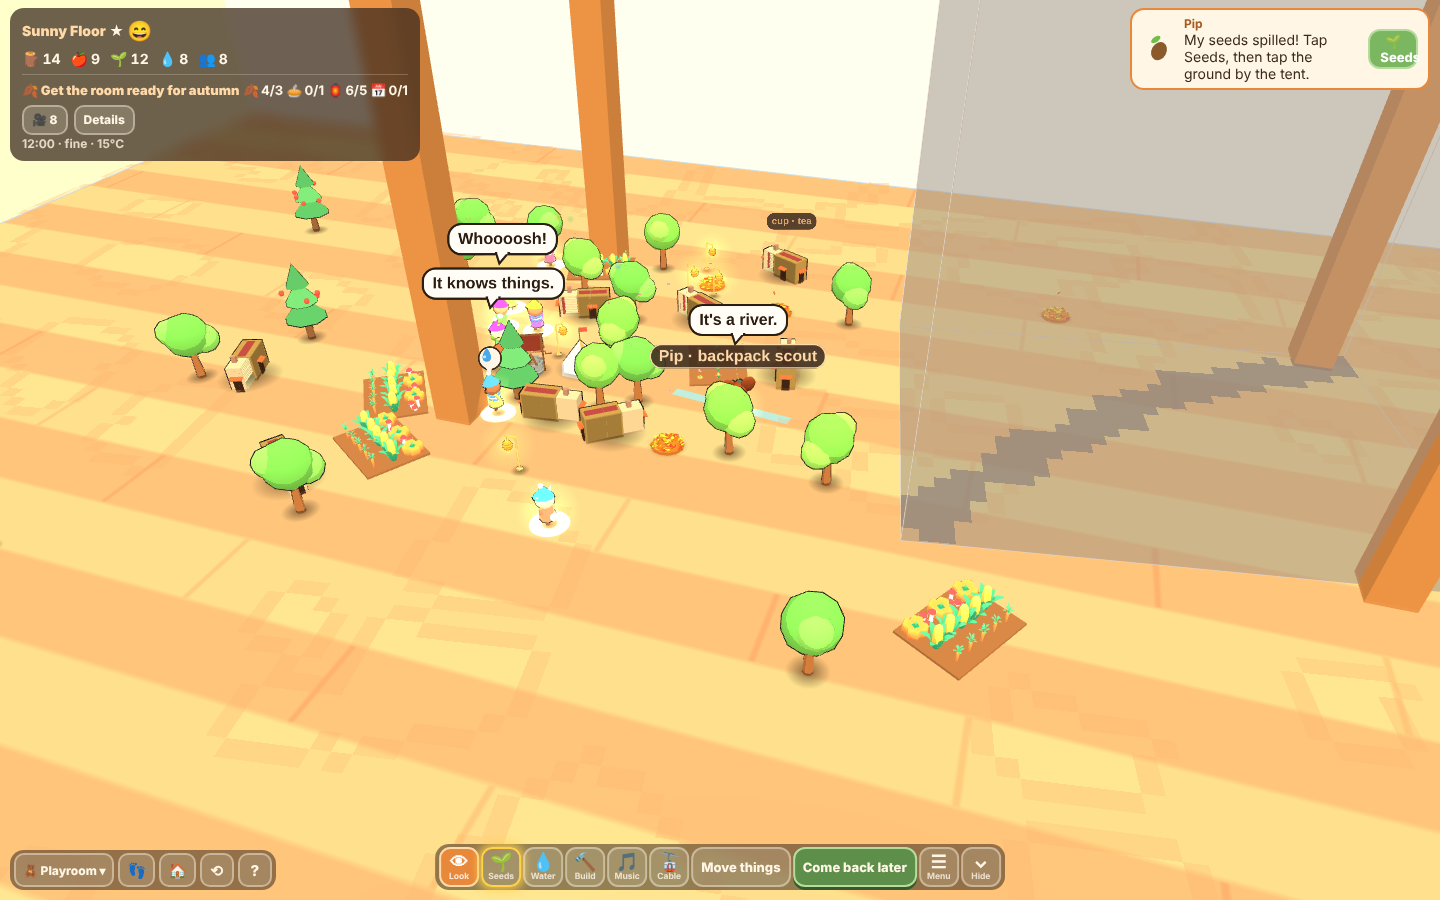 Sunny Floor ★
14 9 12 8 8
Get the room ready for autumn 4/3 0/1 6/5 0/1
8 Details
12:00 · fine · 15°C
Pip
My seeds spilled! Tap
Seeds, then tap the
ground by the tent.
Seeds
cup · tea
Whoooosh!
It knows things.
It's a river.
Pip · backpack scout
Playroom ▾
?
Look
Seeds
Water
Build
Music
Cable
Move things
Come back later
Menu
Hide